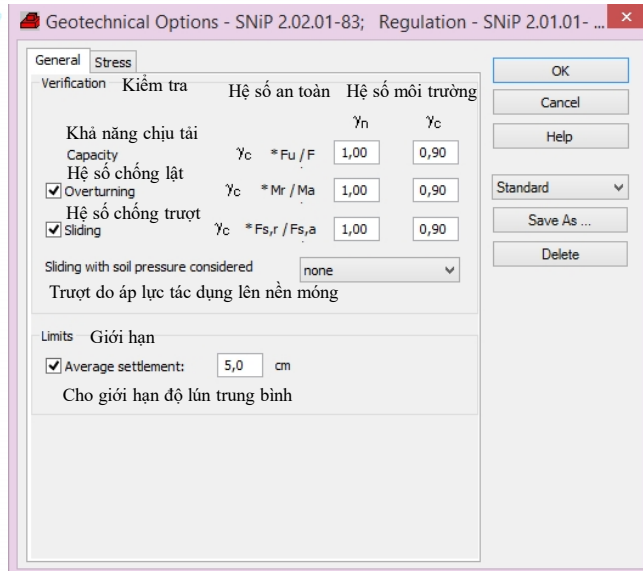 Geotechnical Options - SNiP 2.02.01-83; Regulation - SNiP 2.01.01- ...
General Stress
OK
Cancel
Help
Standard
Save As ...
Delete
Verification Kiểm tra Hệ số an toàn Hệ số môi trường
γn γc
Khả năng chịu tải
Capacity γc *Fu / F 1,00 0,90
Hệ số chống lật
Overturning γc *Mr / Ma 1,00 0,90
Hệ số chống trượt
Sliding γc *Fs,r / Fs,a 1,00 0,90
Sliding with soil pressure considered none
Trượt do áp lực tác dụng lên nền móng
Limits Giới hạn
Average settlement: 5,0 cm
Cho giới hạn độ lún trung bình